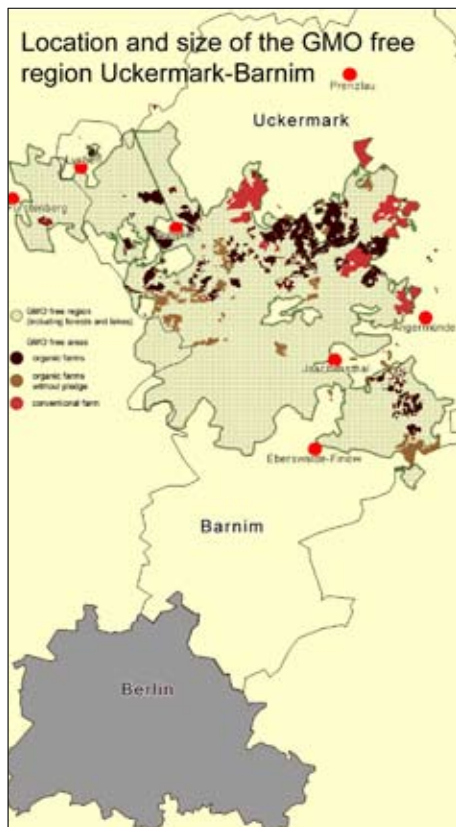 Location and size of the GMO free
region Uckermark-Barnim
Prenzlau
Uckermark
Fürstenberg
GMO free region
(including forests and lakes)
Angermünde
GMO free areas
organic farms
organic farms
without pledge
conventional farm
Eberswalde-Finow
Barnim
Berlin